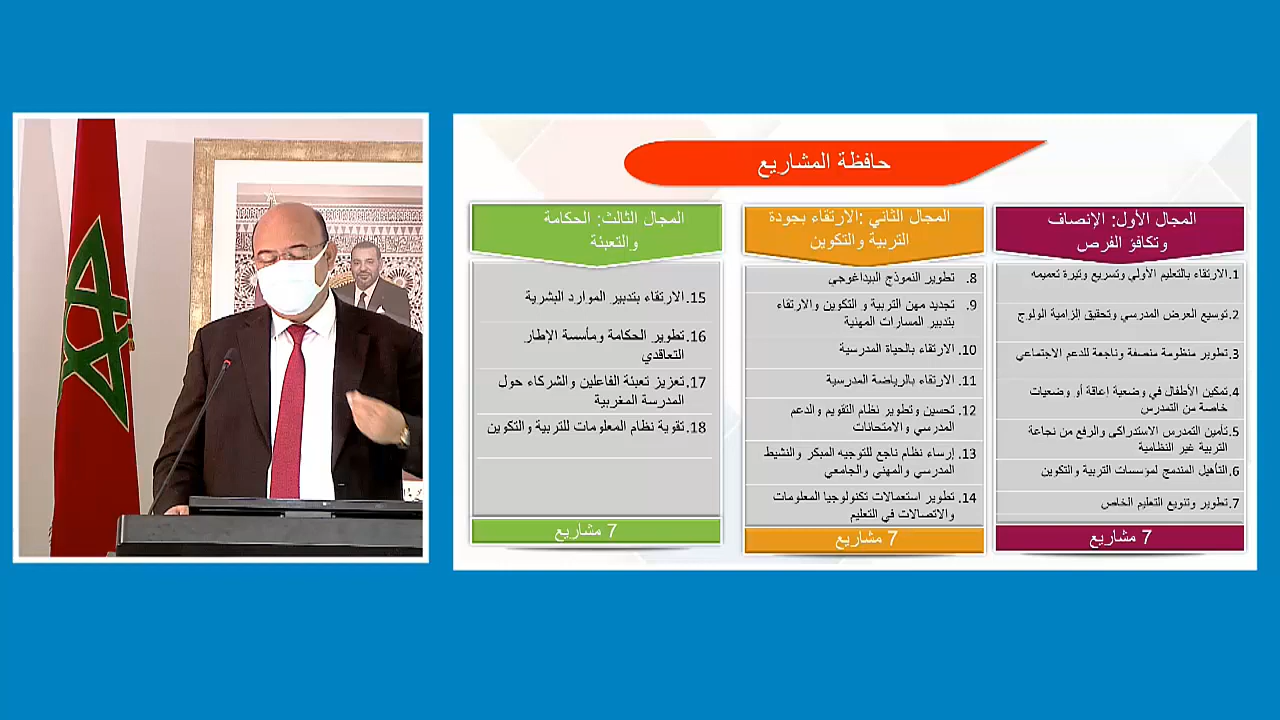 حافظة المشاريع
المجال الأول: الإنصاف
وتكافؤ الفرص
1.الارتقاء بالتعليم الأولي وتسريع وتيرة تعميمه
2.توسيع العرض المدرسي وتحقيق إلزامية الولوج
3.تطوير منظومة منصفة وناجعة للدعم الاجتماعي
4.تمكين الأطفال في وضعية إعاقة أو وضعيات
خاصة من التمدرس
5.تأمين التمدرس الاستدراكي والرفع من نجاعة
التربية غير النظامية
6.التأهيل المندمج لمؤسسات التربية والتكوين
7.تطوير وتنويع التعليم الخاص
7 مشاريع
المجال الثاني :الارتقاء بجودة
التربية والتكوين
8. تطوير النموذج البيداغوجي
9. تجديد مهن التربية و التكوين والارتقاء
بتدبير المسارات المهنية
10. الارتقاء بالحياة المدرسية
11. الارتقاء بالرياضة المدرسية
12. تحسين وتطوير نظام التقويم والدعم
المدرسي والامتحانات
13. إرساء نظام ناجع للتوجيه المبكر والنشيط
المدرسي والمهني والجامعي
14. تطوير استعمالات تكنولوجيا المعلومات
والاتصالات في التعليم
7 مشاريع
المجال الثالث: الحكامة
والتعبئة
15.الارتقاء بتدبير الموارد البشرية
16.تطوير الحكامة ومأسسة الإطار
التعاقدي
17.تعزيز تعبئة الفاعلين والشركاء حول
المدرسة المغربية
18.تقوية نظام المعلومات للتربية والتكوين
7 مشاريع